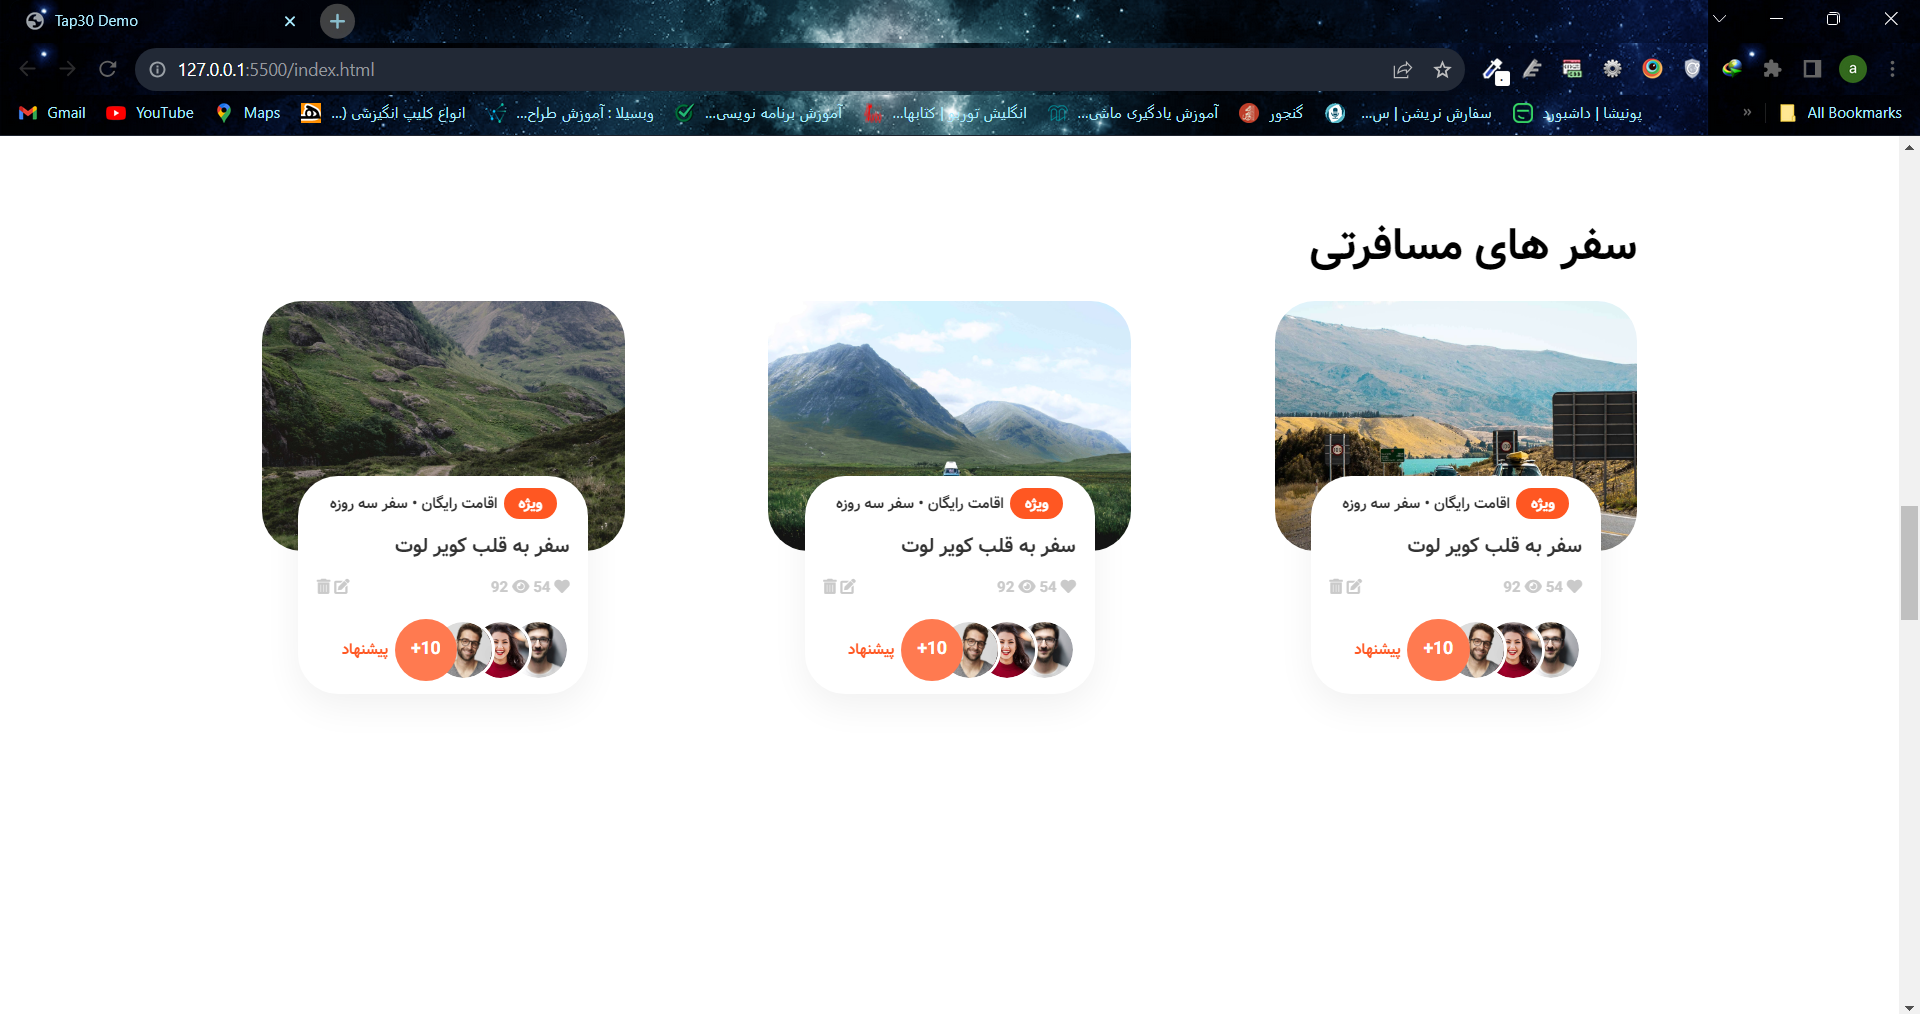 Tap30 Demo
127.0.0.1:5500/index.html
a
Gmail
YouTube
Maps
انواع کلیپ انگیزشی (...
وبسیلا : آموزش طراح...
آموزش برنامه نویسی...
انگلیش تور | کتابها...
آموزش یادگیری ماشی...
گنجور
سفارش نریشن | س...
پونیشا | داشبورد
»
All Bookmarks
سفر های مسافرتی
ویژه اقامت رایگان • سفر سه روزه
سفر به قلب کویر لوت
54 92
+10 پیشنهاد
ویژه اقامت رایگان • سفر سه روزه
سفر به قلب کویر لوت
54 92
+10 پیشنهاد
ویژه اقامت رایگان • سفر سه روزه
سفر به قلب کویر لوت
54 92
+10 پیشنهاد